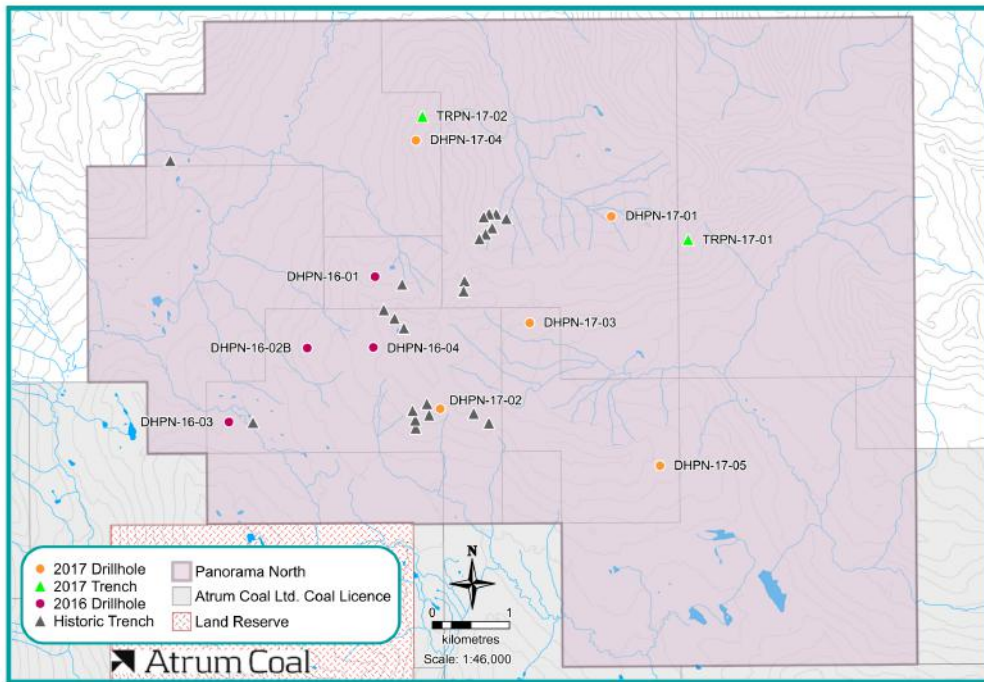 TRPN-17-02
DHPN-17-04
DHPN-17-01
TRPN-17-01
DHPN-16-01
DHPN-17-03
DHPN-16-02B
DHPN-16-04
DHPN-17-02
DHPN-16-03
DHPN-17-05
2017 Drillhole
2017 Trench
2016 Drillhole
Historic Trench
Panorama North
Atrum Coal Ltd. Coal Licence
Land Reserve
N
0 1
kilometres
Scale: 1:46,000
Atrum Coal